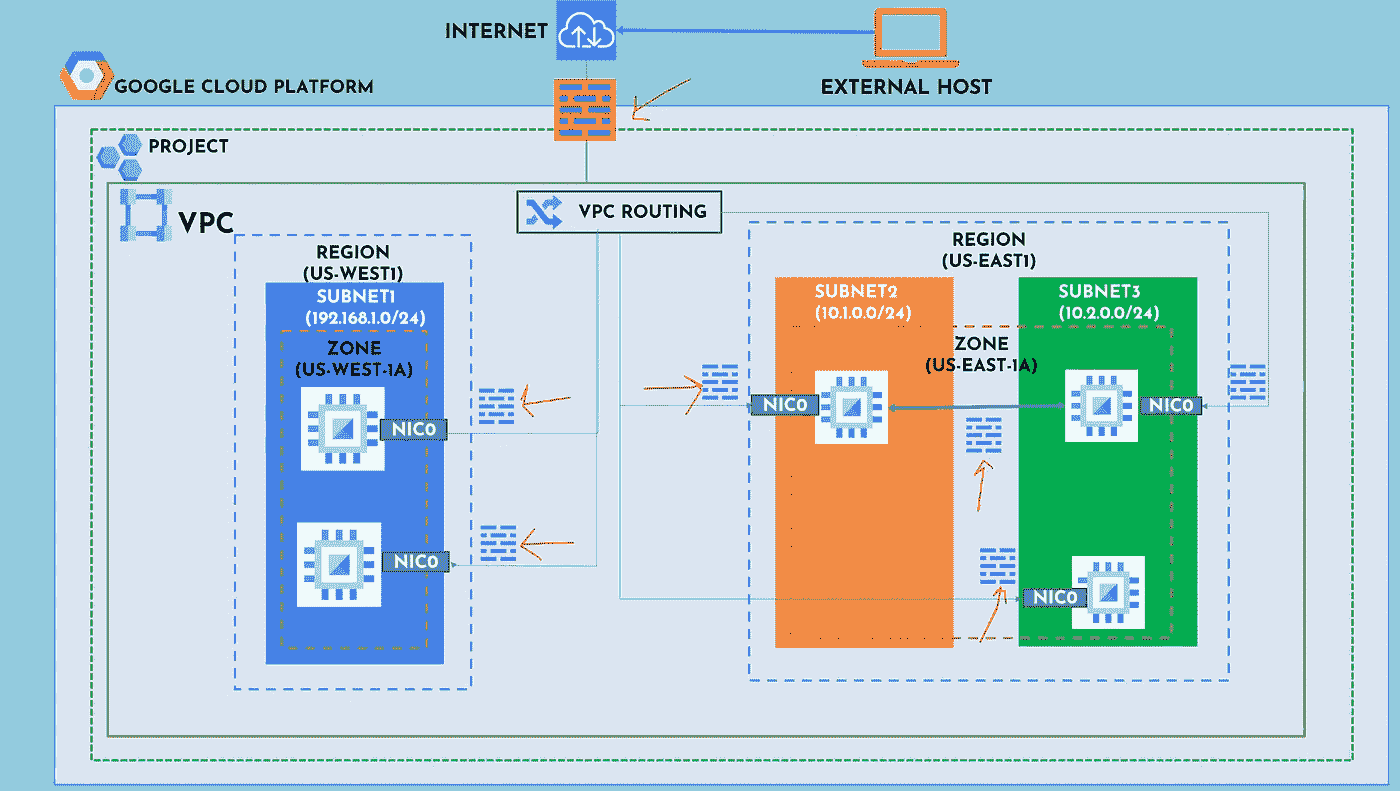 INTERNET
EXTERNAL HOST
GOOGLE CLOUD PLATFORM
PROJECT
VPC
VPC ROUTING
REGION
(US-WEST1)
SUBNET1
(192.168.1.0/24)
ZONE
(US-WEST-1A)
NIC0
NIC0
REGION
(US-EAST1)
SUBNET2
(10.1.0.0/24)
SUBNET3
(10.2.0.0/24)
ZONE
(US-EAST-1A)
NIC0
NIC0
NIC0